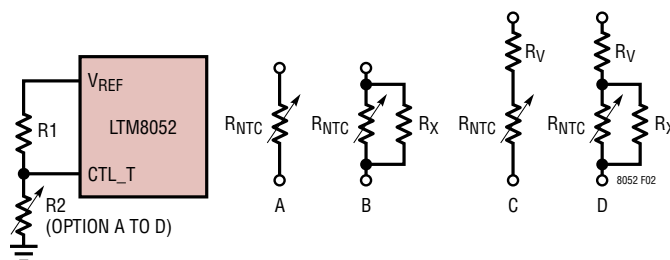 VREF
LTM8052
R1
CTL_T
R2
(OPTION A TO D)
RNTC
A
RNTC
RX
B
RV
RNTC
C
RV
RNTC
RX
D
8052 F02